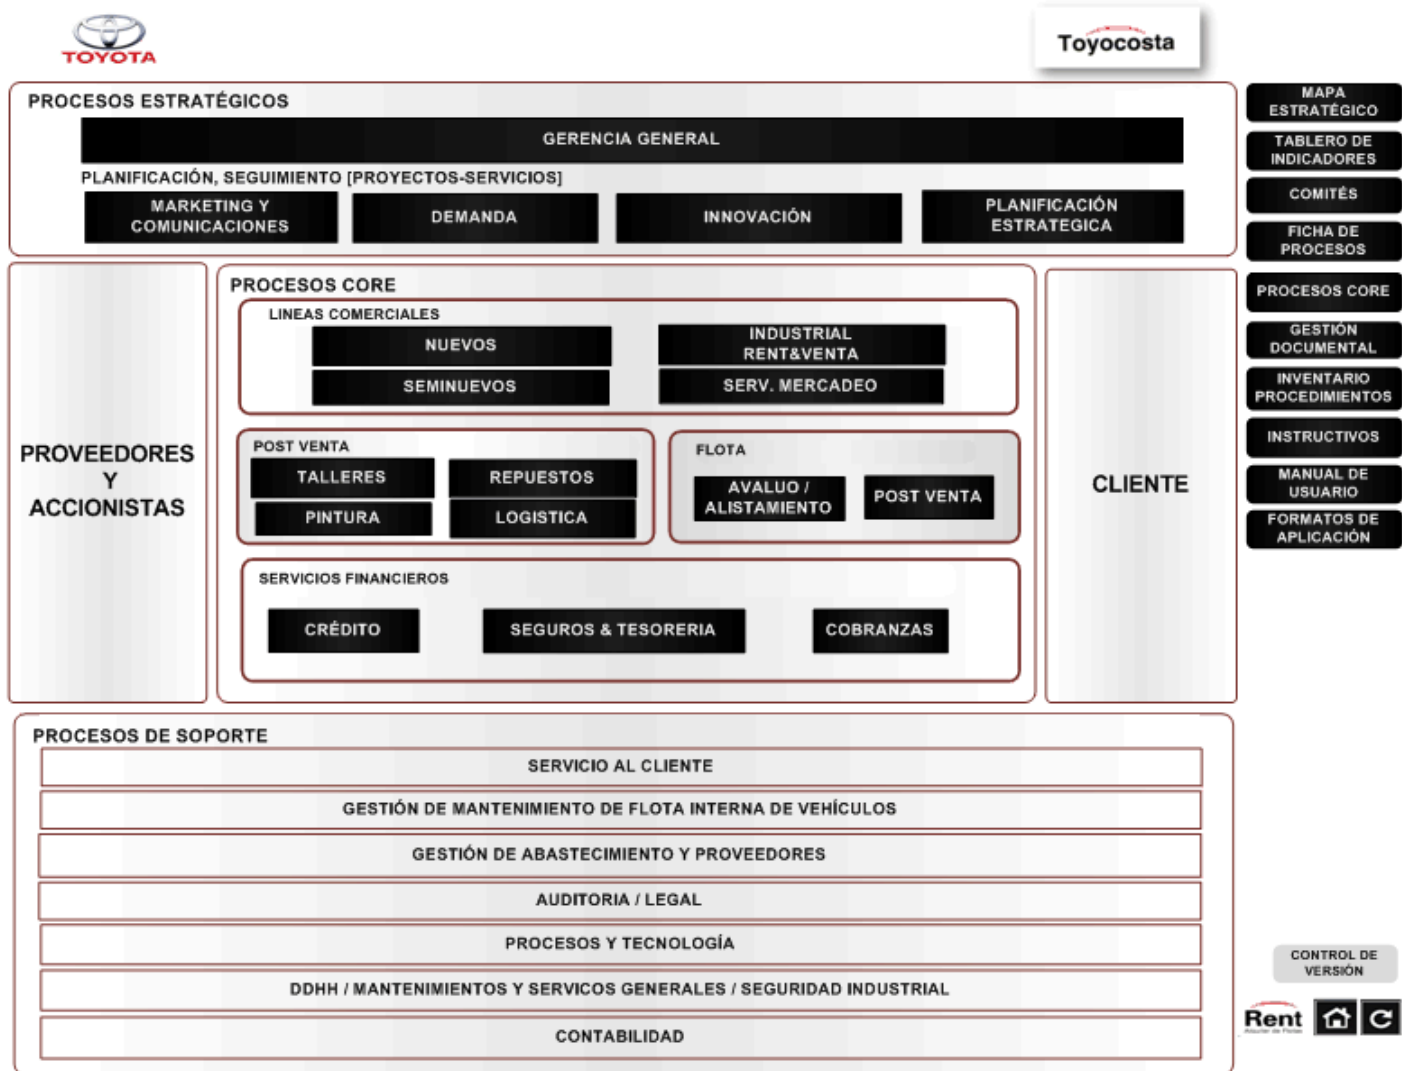 TOYOTA
Toyocosta
PROCESOS ESTRATÉGICOS
GERENCIA GENERAL
PLANIFICACIÓN, SEGUIMIENTO [PROYECTOS-SERVICIOS]
MARKETING Y
COMUNICACIONES
DEMANDA
INNOVACIÓN
PLANIFICACIÓN
ESTRATEGICA
PROVEEDORES
Y
ACCIONISTAS
PROCESOS CORE
LINEAS COMERCIALES
NUEVOS
INDUSTRIAL
RENT&VENTA
SEMINUEVOS
SERV. MERCADEO
POST VENTA
TALLERES
REPUESTOS
PINTURA
LOGISTICA
FLOTA
AVALUO /
ALISTAMIENTO
POST VENTA
SERVICIOS FINANCIEROS
CRÉDITO
SEGUROS & TESORERIA
COBRANZAS
CLIENTE
PROCESOS DE SOPORTE
SERVICIO AL CLIENTE
GESTIÓN DE MANTENIMIENTO DE FLOTA INTERNA DE VEHÍCULOS
GESTIÓN DE ABASTECIMIENTO Y PROVEEDORES
AUDITORIA / LEGAL
PROCESOS Y TECNOLOGÍA
DDHH / MANTENIMIENTOS Y SERVICOS GENERALES / SEGURIDAD INDUSTRIAL
CONTABILIDAD
MAPA
ESTRATÉGICO
TABLERO DE
INDICADORES
COMITÉS
FICHA DE
PROCESOS
PROCESOS CORE
GESTIÓN
DOCUMENTAL
INVENTARIO
PROCEDIMIENTOS
INSTRUCTIVOS
MANUAL DE
USUARIO
FORMATOS DE
APLICACIÓN
CONTROL DE
VERSIÓN
Rent